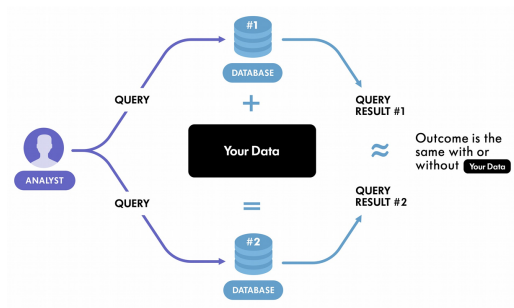 #1
DATABASE
QUERY
+
QUERY
RESULT #1
Your Data
≈
Outcome is the
same with or
without Your Data
ANALYST
QUERY
=
QUERY
RESULT #2
#2
DATABASE